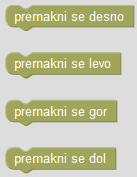 premakni se desno
premakni se levo
premakni se gor
premakni se dol